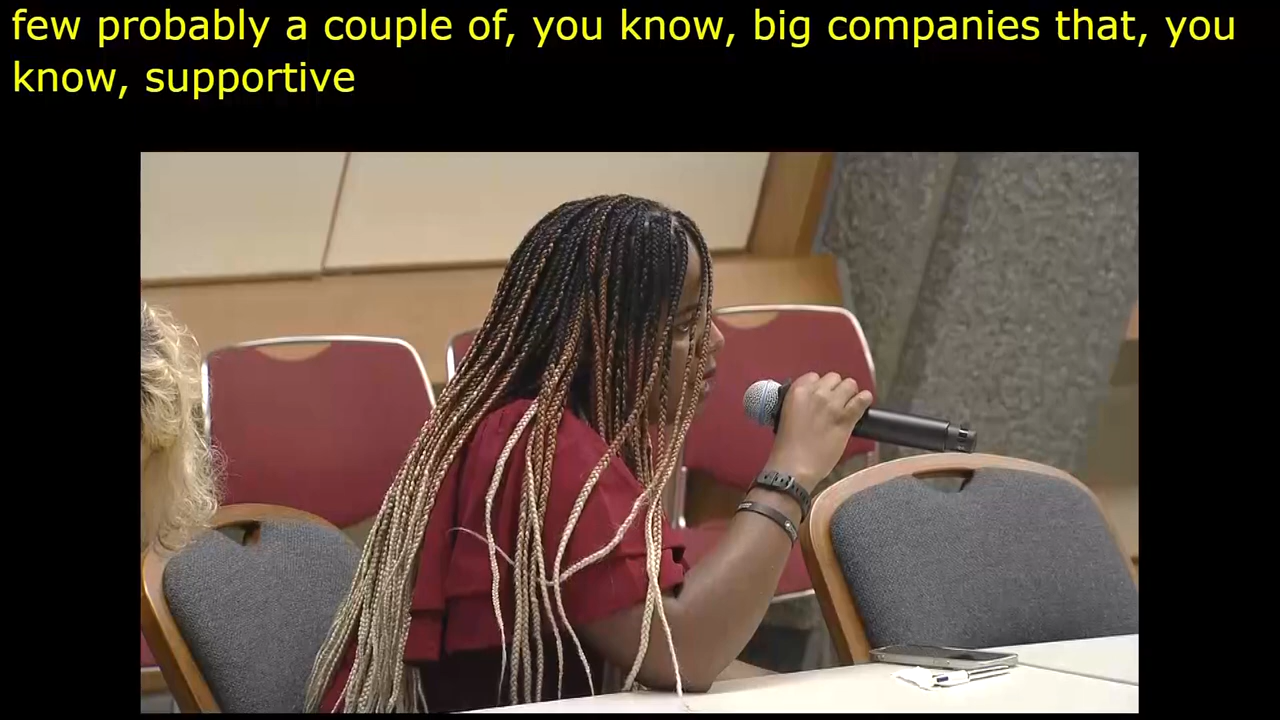 few probably a couple of, you know, big companies that, you
know, supportive